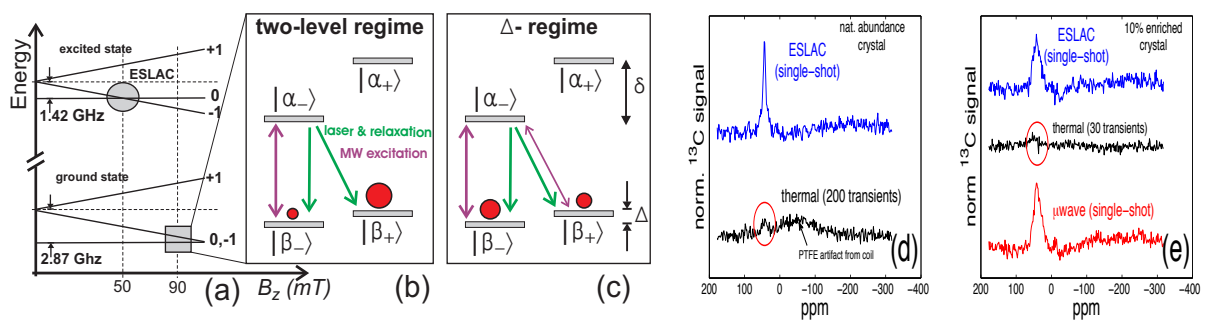 Energy
excited state
+1
ESLAC
0
-1
1.42 GHz
ground state
+1
0,-1
2.87 Ghz
50
90
B_z (mT)
(a)
two-level regime
|α₊⟩
|α₋⟩
laser & relaxation
MW excitation
|β₋⟩
|β₊⟩
(b)
Δ- regime
|α₊⟩
δ
|α₋⟩
Δ
|β₋⟩
|β₊⟩
(c)
norm. ¹³C signal
nat. abundance
crystal
ESLAC
(single−shot)
thermal (200 transients)
PTFE artifact from coil
(d)
200 100 0 −100 −200 −300 −400
ppm
norm ¹³C signal
10% enriched
crystal
ESLAC
(single−shot)
thermal (30 transients)
μwave (single−shot)
(e)
200 100 0 −100 −200 −300 −400
ppm